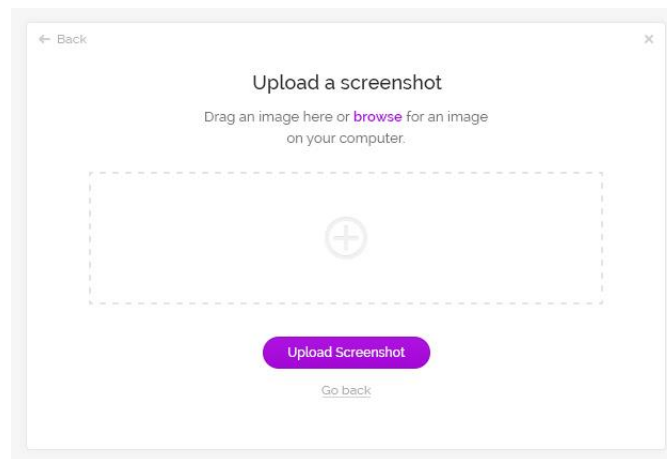 ← Back
×
Upload a screenshot
Drag an image here or browse for an image
on your computer.
Upload Screenshot
Go back